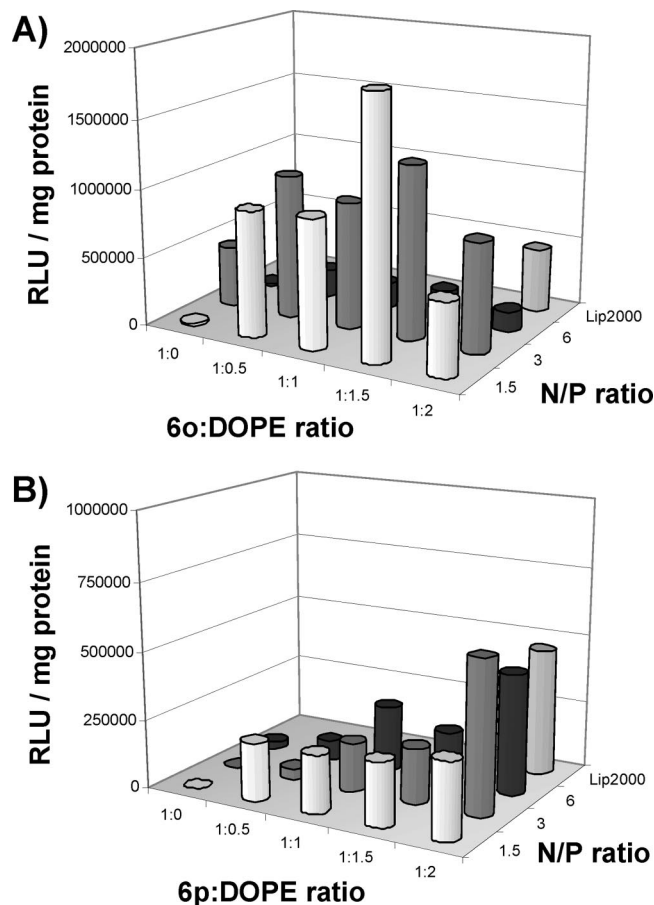 A)
RLU / mg protein
2000000
1500000
1000000
500000
0
1:0
1:0.5
1:1
1:1.5
1:2
6o:DOPE ratio
1.5
3
6
Lip2000
N/P ratio
B)
RLU / mg protein
1000000
750000
500000
250000
0
1:0
1:0.5
1:1
1:1.5
1:2
6p:DOPE ratio
1.5
3
6
Lip2000
N/P ratio